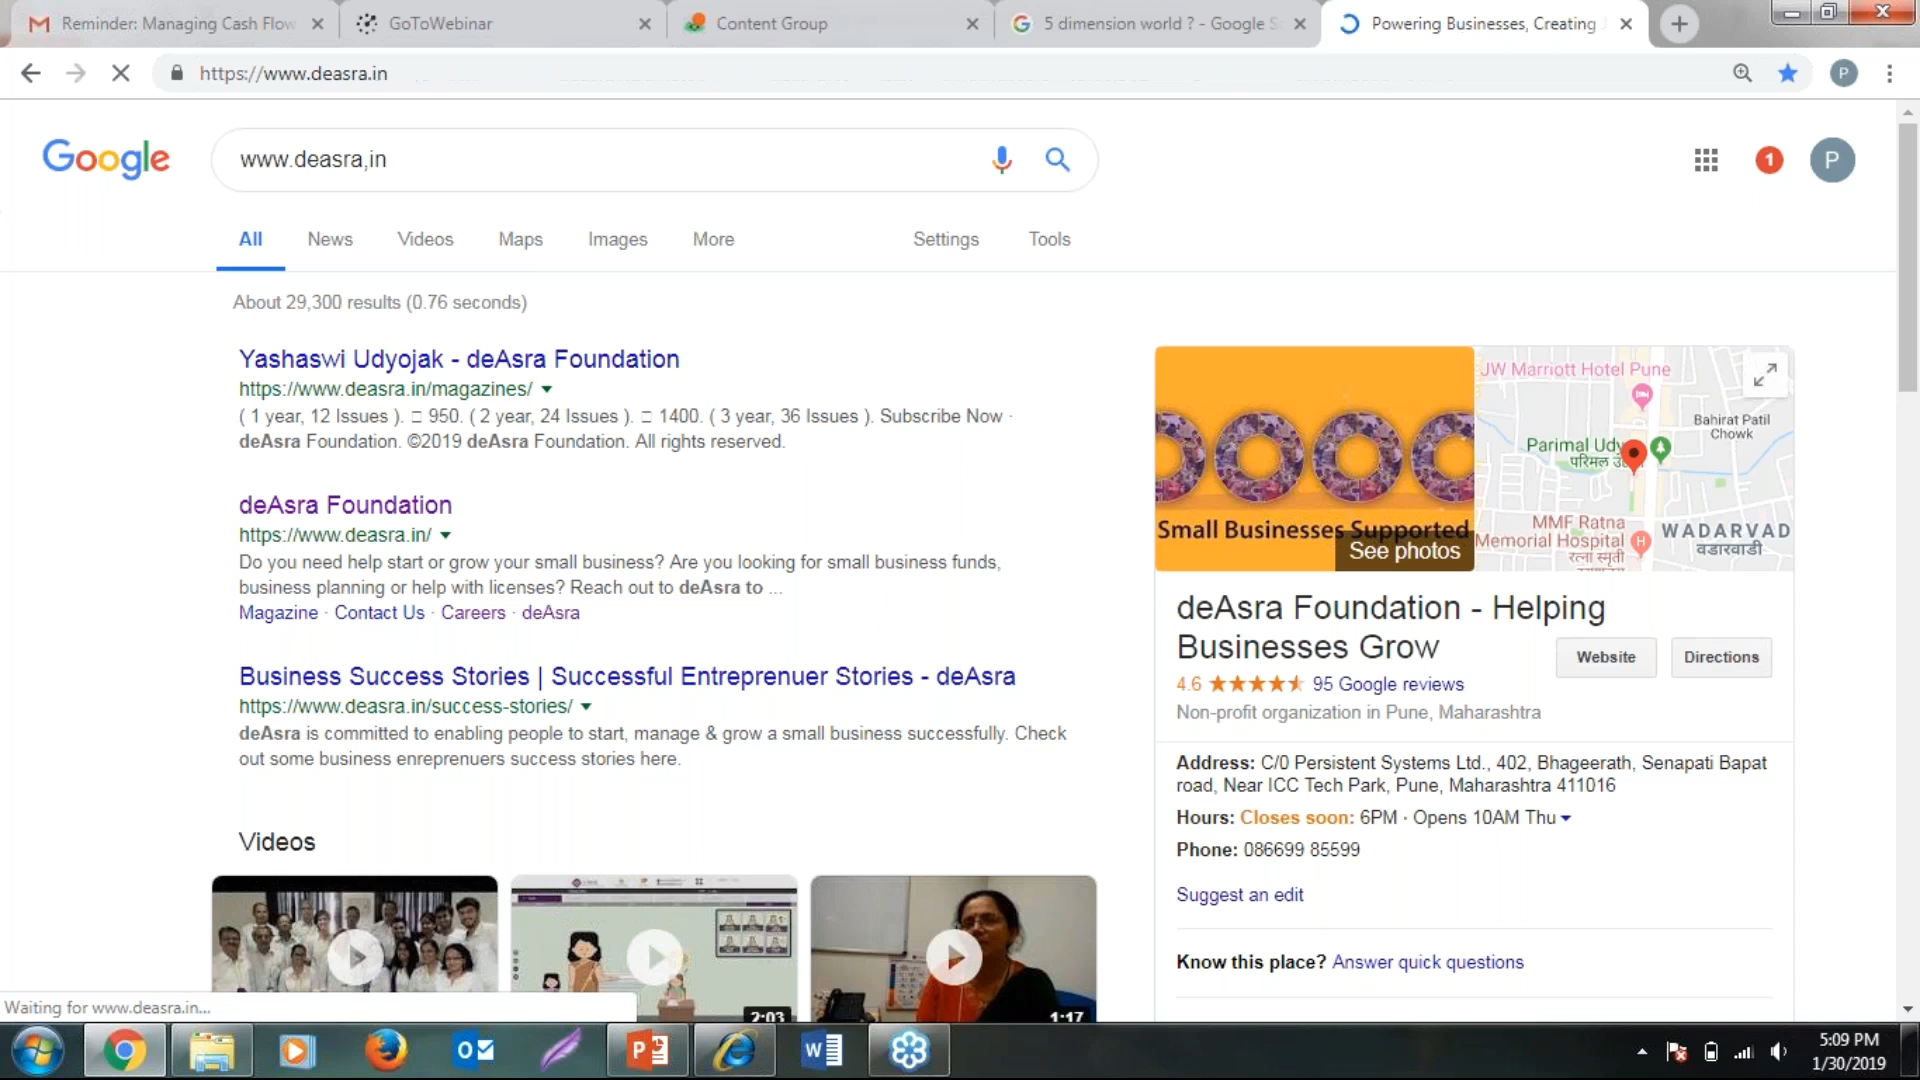 Reminder: Managing Cash Flow
GoToWebinar
Content Group
5 dimension world ? - Google S
Powering Businesses, Creating J
https://www.deasra.in
P
Google
www.deasra,in
1
P
All News Videos Maps Images More Settings Tools
About 29,300 results (0.76 seconds)
Yashaswi Udyojak - deAsra Foundation
https://www.deasra.in/magazines/
( 1 year, 12 Issues ). □ 950. ( 2 year, 24 Issues ). □ 1400. ( 3 year, 36 Issues ). Subscribe Now ·
deAsra Foundation. ©2019 deAsra Foundation. All rights reserved.
deAsra Foundation
https://www.deasra.in/
Do you need help start or grow your small business? Are you looking for small business funds,
business planning or help with licenses? Reach out to deAsra to ...
Magazine · Contact Us · Careers · deAsra
Business Success Stories | Successful Entreprenuer Stories - deAsra
https://www.deasra.in/success-stories/
deAsra is committed to enabling people to start, manage & grow a small business successfully. Check
out some business enreprenuers success stories here.
Videos
2:03
1:17
Small Businesses Supported
See photos
JW Marriott Hotel Pune
Bahirat Patil
Chowk
Parimal Udy
परिमल
MMF Ratna
Memorial Hospital
रत्ना स्मृती
H
WADARVAD
वडारवाडी
deAsra Foundation - Helping
Businesses Grow
Website
Directions
4.6 95 Google reviews
Non-profit organization in Pune, Maharashtra
Address: C/0 Persistent Systems Ltd., 402, Bhageerath, Senapati Bapat
road, Near ICC Tech Park, Pune, Maharashtra 411016
Hours: Closes soon: 6PM · Opens 10AM Thu
Phone: 086699 85599
Suggest an edit
Know this place? Answer quick questions
Waiting for www.deasra.in...
5:09 PM
1/30/2019